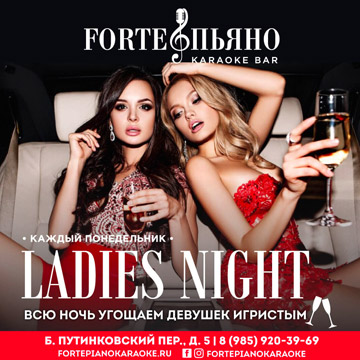 FORTEПЬЯНО
KARAOKE BAR
• КАЖДЫЙ ПОНЕДЕЛЬНИК •
LADIES NIGHT
ВСЮ НОЧЬ УГОЩАЕМ ДЕВУШЕК ИГРИСТЫМ
Б. ПУТИНКОВСКИЙ ПЕР., Д. 5 | 8 (985) 920-39-69
FORTEPIANOKARAOKE.RU | FORTEPIANOKARAOKE